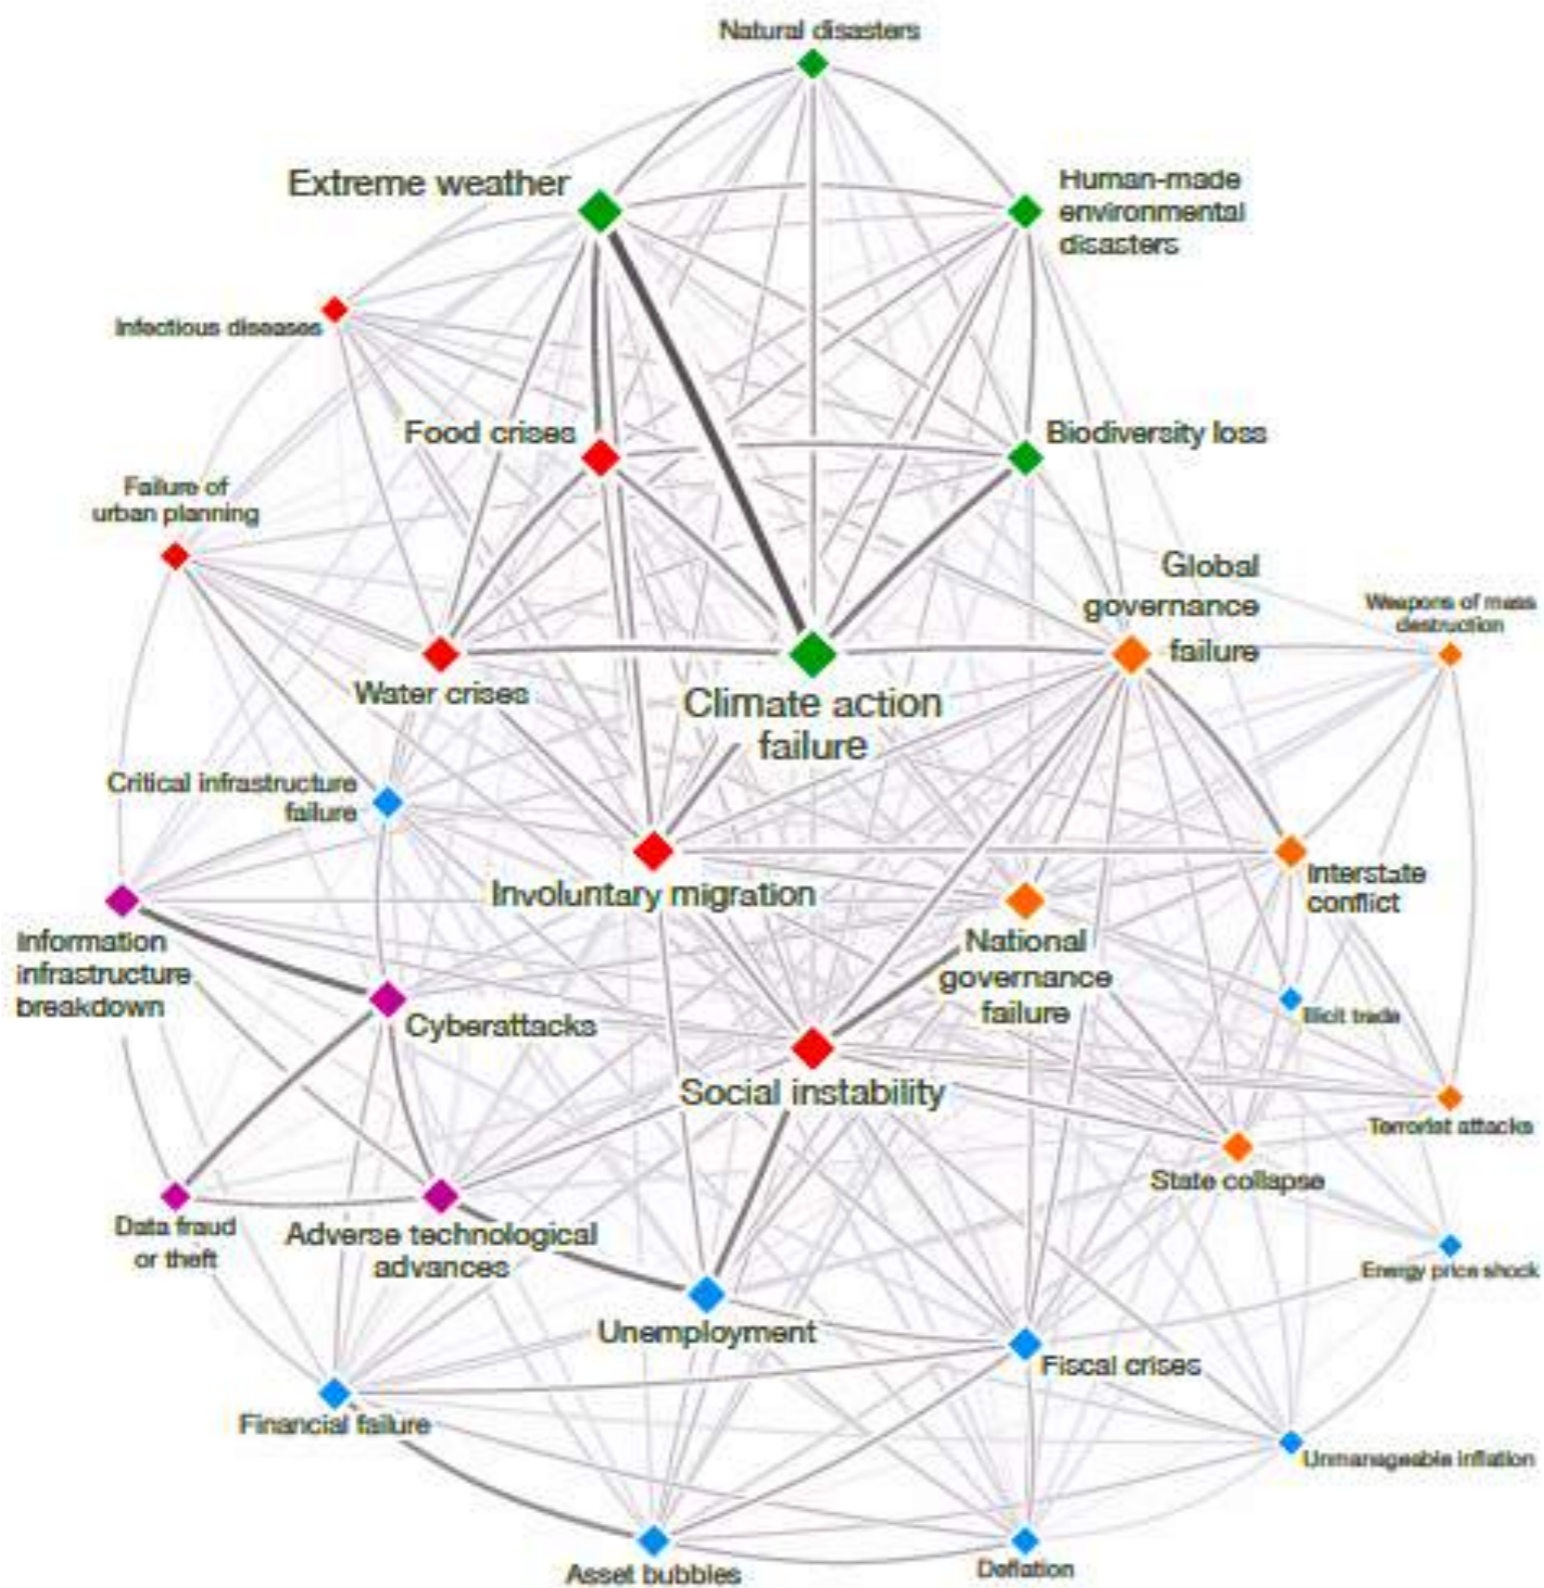 Natural disasters
Extreme weather
Human-made
environmental
disasters
Infectious diseases
Food crises
Biodiversity loss
Failure of
urban planning
Global
governance
failure
Weapons of mass
destruction
Water crises
Climate action
failure
Critical infrastructure
failure
Involuntary migration
Interstate
conflict
Information
infrastructure
breakdown
National
governance
failure
Cyberattacks
Illicit trade
Social instability
Terrorist attacks
State collapse
Data fraud
or theft
Adverse technological
advances
Energy price shock
Unemployment
Fiscal crises
Financial failure
Unmanageable inflation
Asset bubbles
Deflation